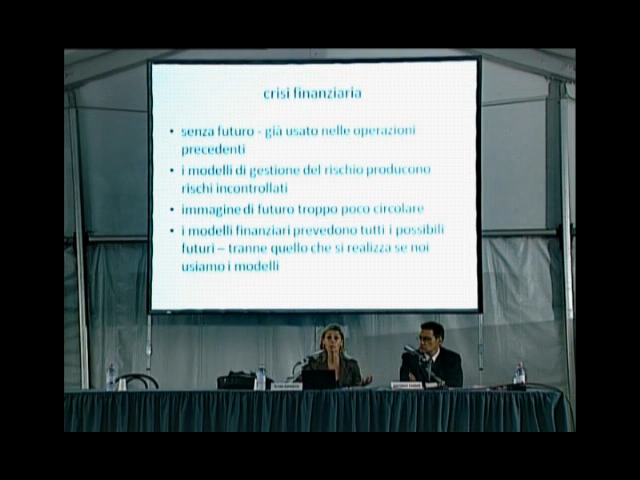 crisi finanziaria
• senza futuro - già usato nelle operazioni
precedenti
• i modelli di gestione del rischio producono
rischi incontrollati
• immagine di futuro troppo poco circolare
• i modelli finanziari prevedono tutti i possibili
futuri – tranne quello che si realizza se noi
usiamo i modelli